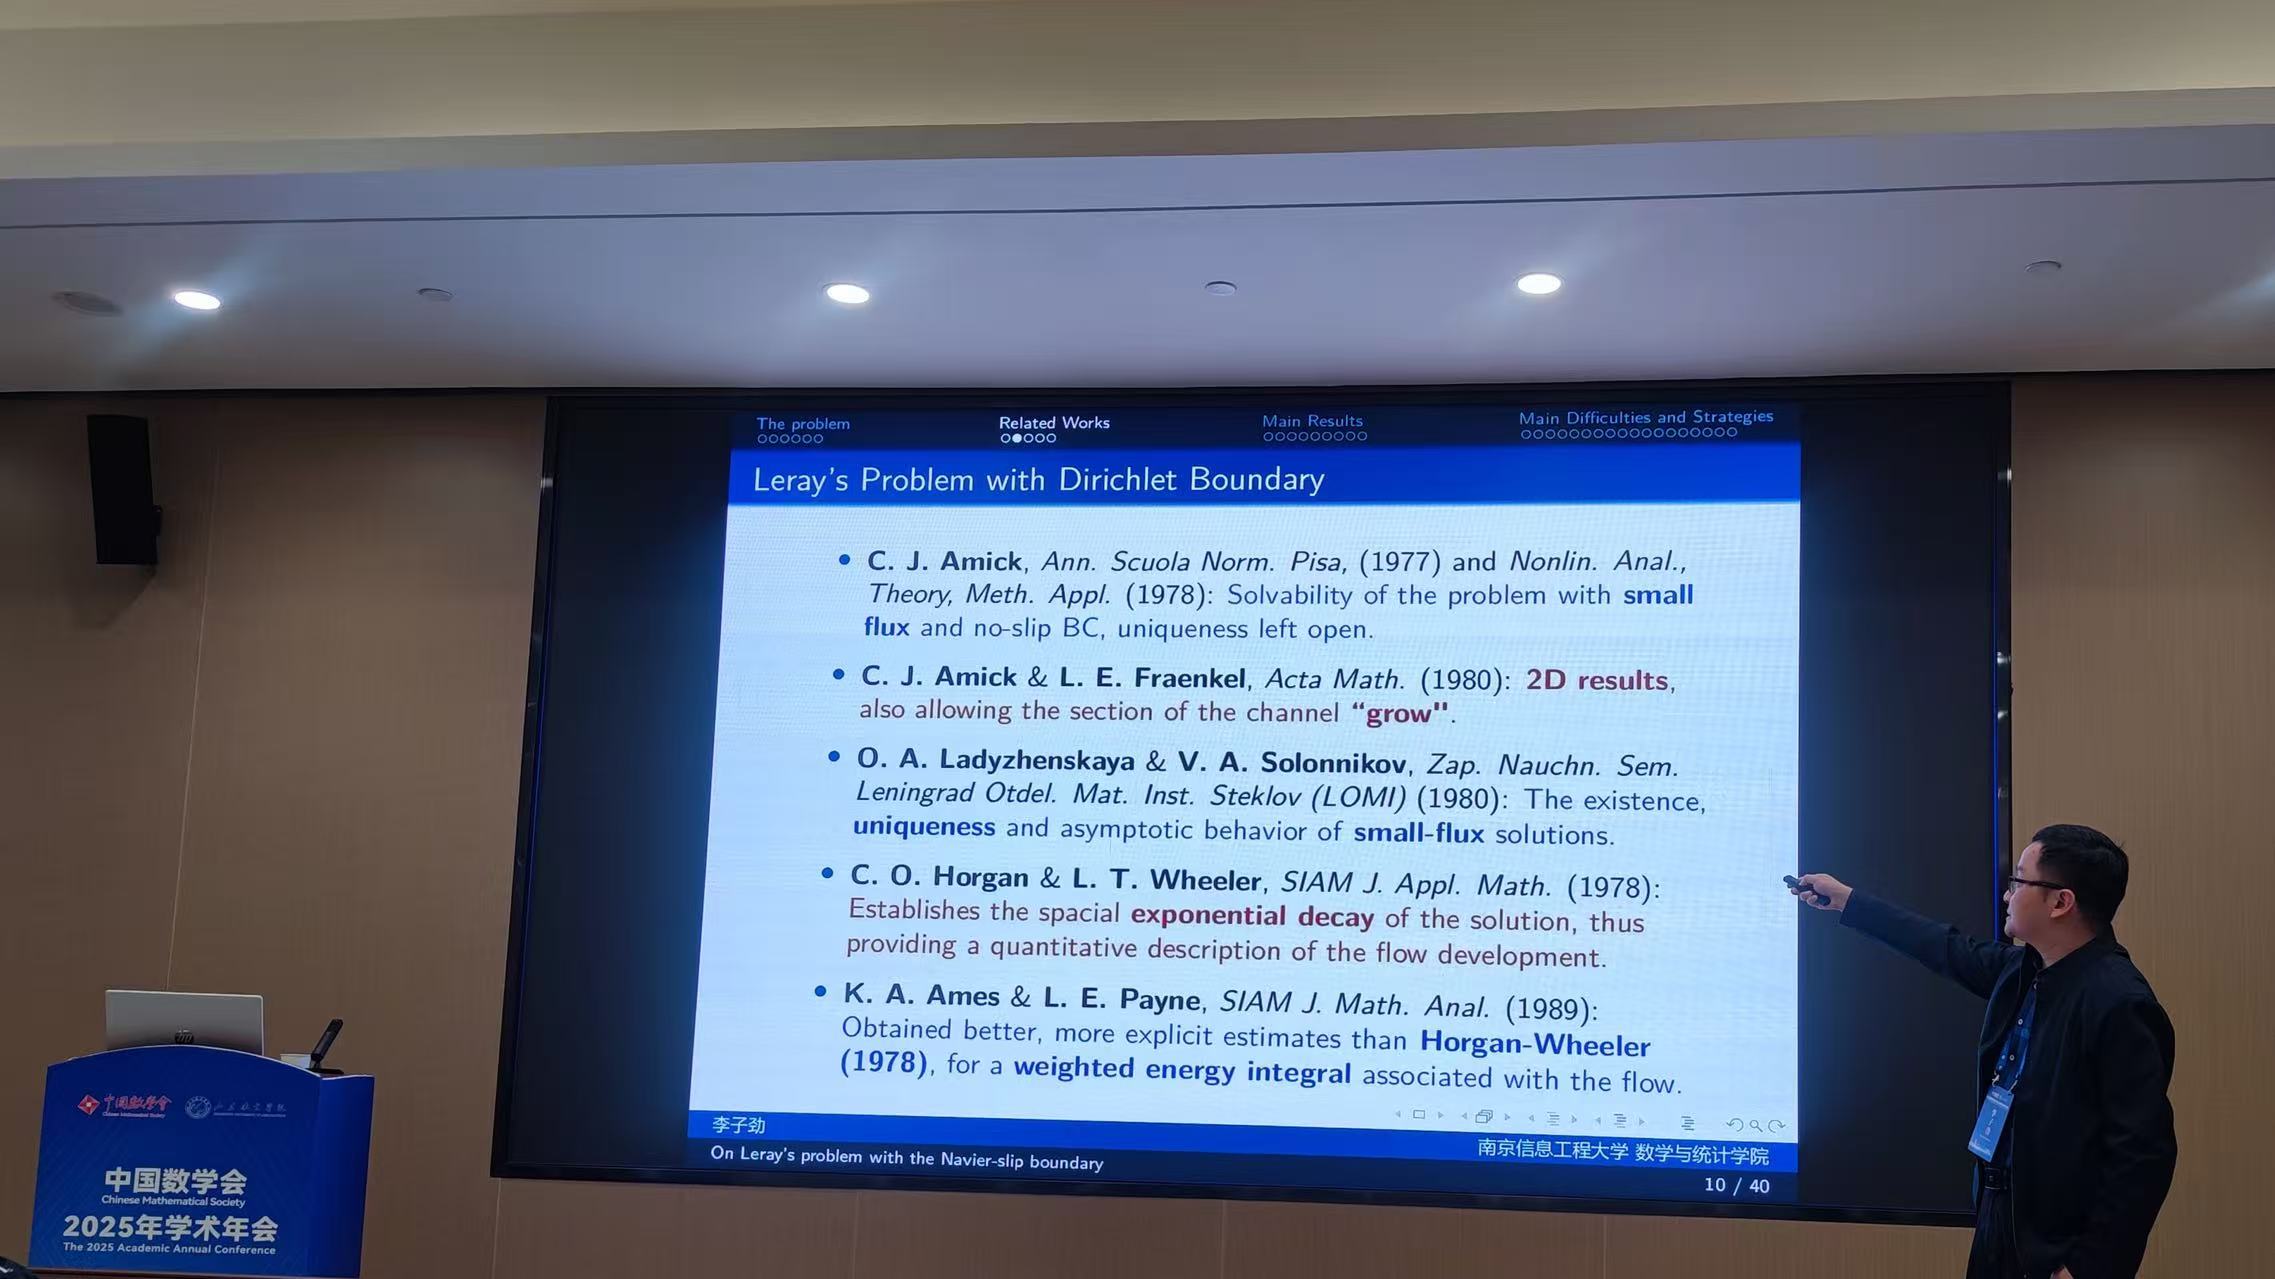 The problem
Related Works
Main Results
Main Difficulties and Strategies
Leray's Problem with Dirichlet Boundary
C. J. Amick, Ann. Scuola Norm. Pisa, (1977) and Nonlin. Anal.,
Theory, Meth. Appl. (1978): Solvability of the problem with small
flux and no-slip BC, uniqueness left open.
C. J. Amick & L. E. Fraenkel, Acta Math. (1980): 2D results,
also allowing the section of the channel “grow".
O. A. Ladyzhenskaya & V. A. Solonnikov, Zap. Nauchn. Sem.
Leningrad Otdel. Mat. Inst. Steklov (LOMI) (1980): The existence,
uniqueness and asymptotic behavior of small-flux solutions.
C. O. Horgan & L. T. Wheeler, SIAM J. Appl. Math. (1978):
Establishes the spacial exponential decay of the solution, thus
providing a quantitative description of the flow development.
K. A. Ames & L. E. Payne, SIAM J. Math. Anal. (1989):
Obtained better, more explicit estimates than Horgan-Wheeler
(1978), for a weighted energy integral associated with the flow.
李子劲
南京信息工程大学 数学与统计学院
On Leray's problem with the Navier-slip boundary
10 / 40
hp
中国数学会
Chinese Mathematical Society
中国数学会
Chinese Mathematical Society
2025年学术年会
The 2025 Academic Annual Conference